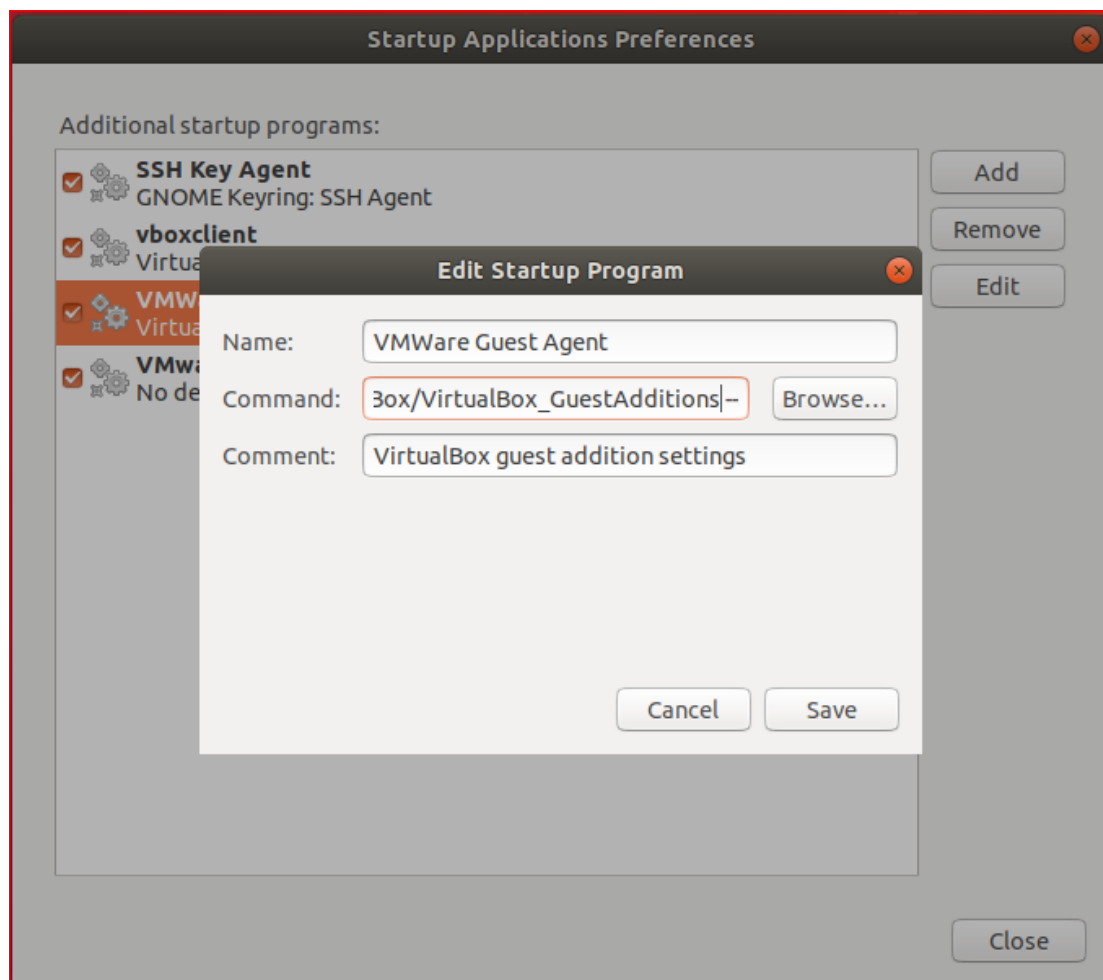 Startup Applications Preferences
Additional startup programs:
SSH Key Agent
GNOME Keyring: SSH Agent
Add
vboxclient
Remove
Edit
Edit Startup Program
Name:
VMWare Guest Agent
Command:
Box/VirtualBox_GuestAdditions--
Browse...
Comment:
VirtualBox guest addition settings
Cancel
Save
Close